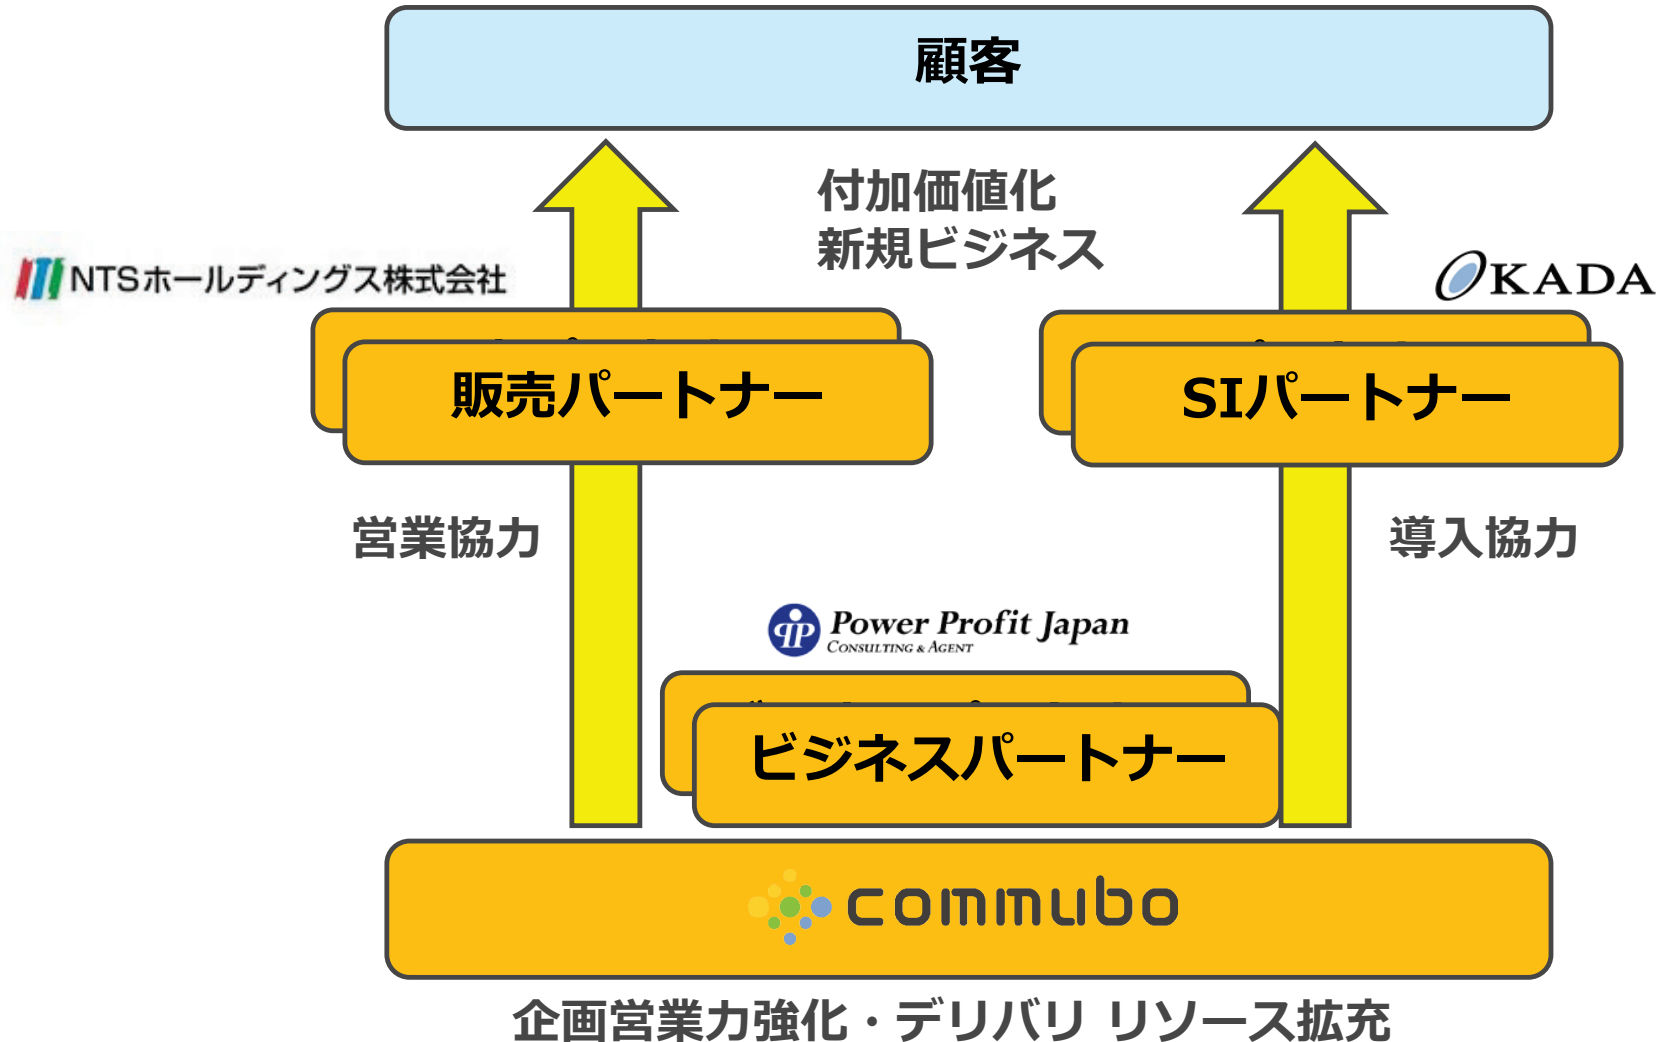 顧客
付加価値化
新規ビジネス
NTSホールディングス株式会社
OKADA
販売パートナー
SIパートナー
営業協力
導入協力
Power Profit Japan
CONSULTING & AGENT
ビジネスパートナー
commubo
企画営業力強化・デリバリ リソース拡充